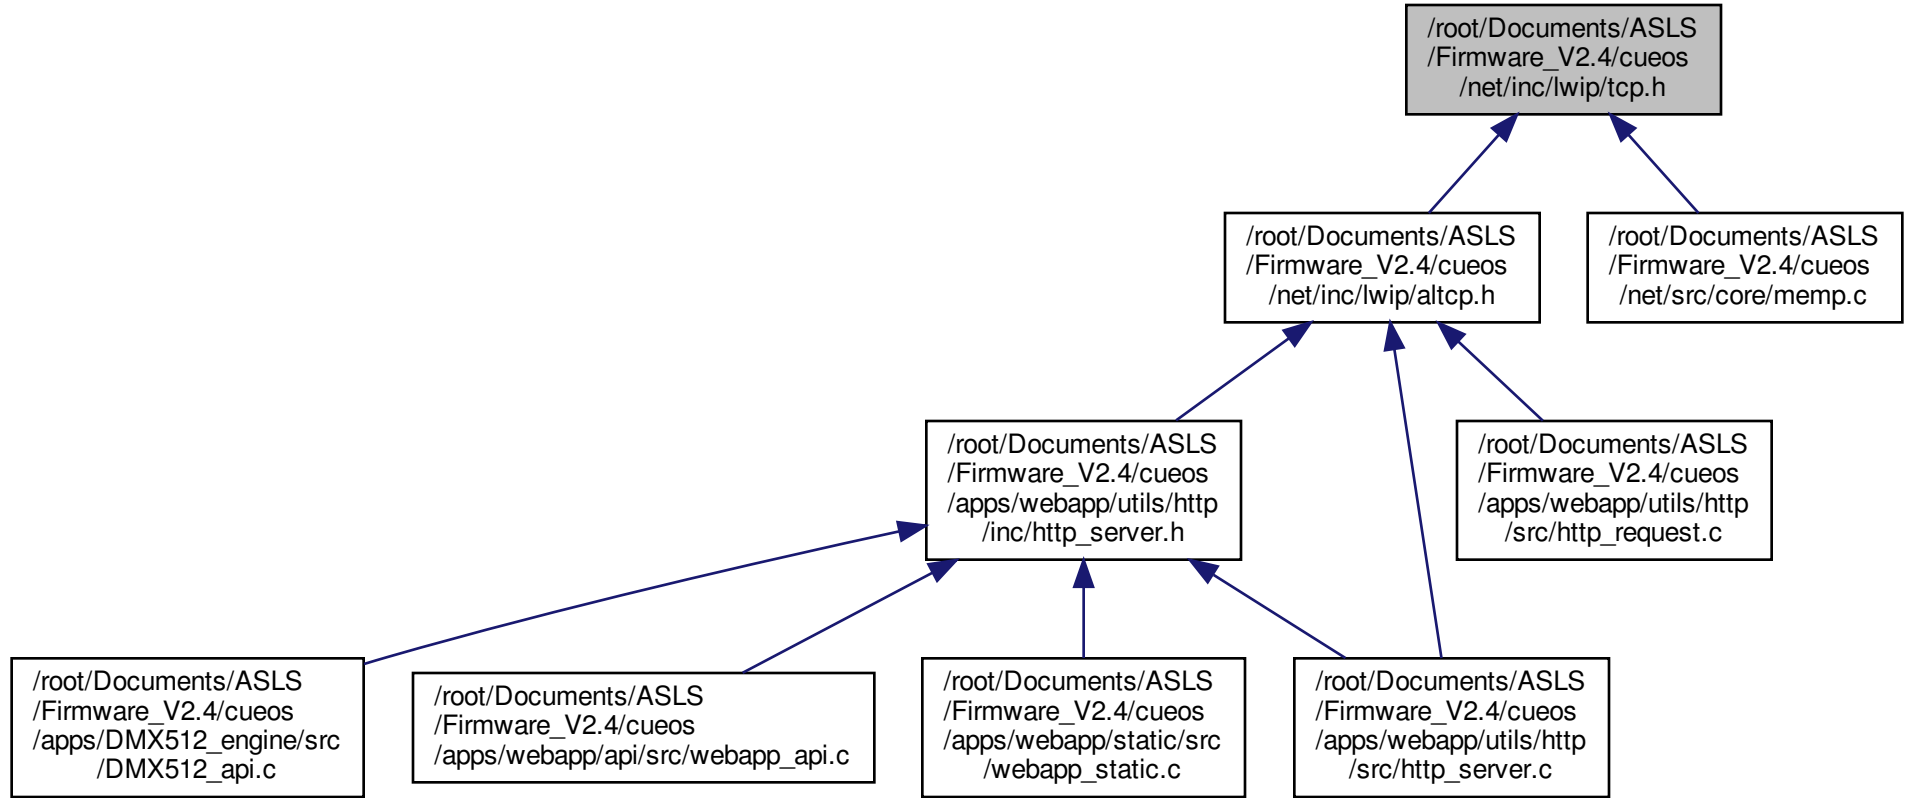 /root/Documents/ASLS
/Firmware_V2.4/cueos
/net/inc/lwip/tcp.h
/root/Documents/ASLS
/Firmware_V2.4/cueos
/net/inc/lwip/altcp.h
/root/Documents/ASLS
/Firmware_V2.4/cueos
/net/src/core/memp.c
/root/Documents/ASLS
/Firmware_V2.4/cueos
/apps/webapp/utils/http
/inc/http_server.h
/root/Documents/ASLS
/Firmware_V2.4/cueos
/apps/webapp/utils/http
/src/http_request.c
/root/Documents/ASLS
/Firmware_V2.4/cueos
/apps/DMX512_engine/src
/DMX512_api.c
/root/Documents/ASLS
/Firmware_V2.4/cueos
/apps/webapp/api/src/webapp_api.c
/root/Documents/ASLS
/Firmware_V2.4/cueos
/apps/webapp/static/src
/webapp_static.c
/root/Documents/ASLS
/Firmware_V2.4/cueos
/apps/webapp/utils/http
/src/http_server.c